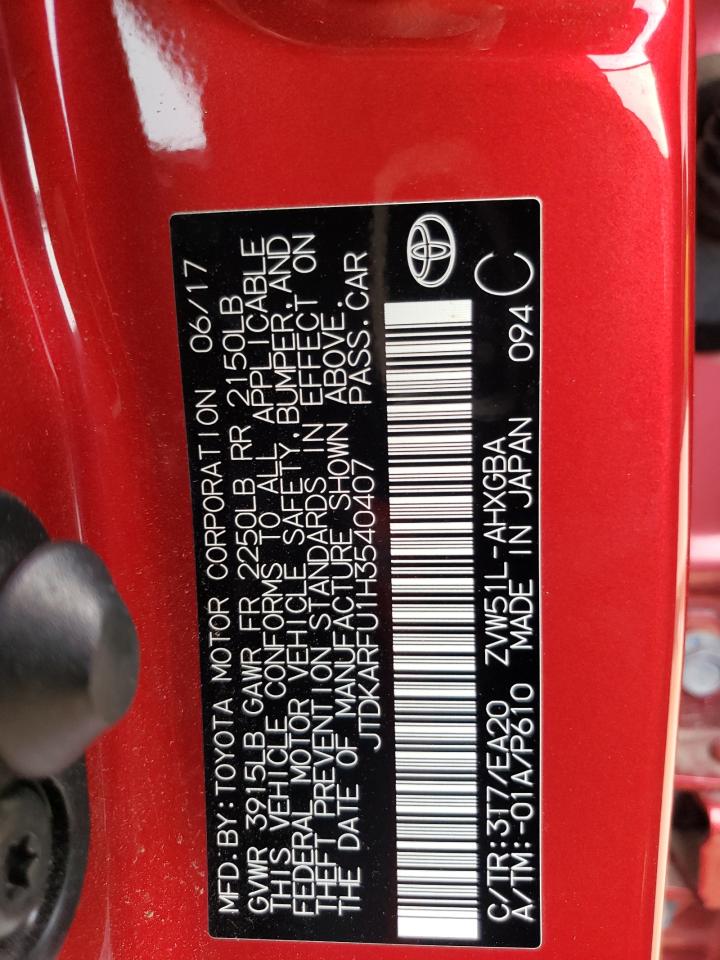 MFD.BY:TOYOTA MOTOR CORPORATION 06/17
GVWR 3915LB GAWR FR 2250LB RR 2150LB
THIS VEHICLE CONFORMS TO ALL APPLICABLE
FEDERAL MOTOR VEHICLE SAFETY,BUMPER,AND
THEFT PREVENTION STANDARDS IN EFFECT ON
THE DATE OF MANUFACTURE SHOWN ABOVE.
JTDKARFU1H3540407 PASS.CAR
C/TR:3T7/EA20 ZVW51L-AHXGBA 094 C
A/TM:-01A/P610 MADE IN JAPAN